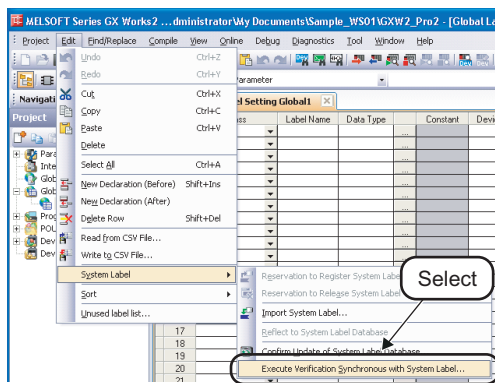 MELSOFT Series GX Works2 ...dministrator\My Documents\Sample_WS01\GXW2_Pro2 - [Global La
Project Edit Find/Replace Compile View Online Debug Diagnostics Tool Window Help
Undo Ctrl+Z
Redo Ctrl+Y
Cut Ctrl+X
Copy Ctrl+C
Paste Ctrl+V
Delete
Select All Ctrl+A
New Declaration (Before) Shift+Ins
New Declaration (After)
Delete Row Shift+Del
Read from CSV File...
Write to CSV File...
System Label
Sort
Unused label list...
Parameter
Navigati
el Setting Global1
Project
ss Label Name Data Type Constant Devi
Para
Inte
Glob
Glob
Prog
POU
Dev
Dev
Reservation to Register System Labe
Reservation to Release System Label
Import System Label...
Reflect to System Label Database
Confirm Update of System Label Database
Execute Verification Synchronous with System Label...
Select
17
18
19
20
21